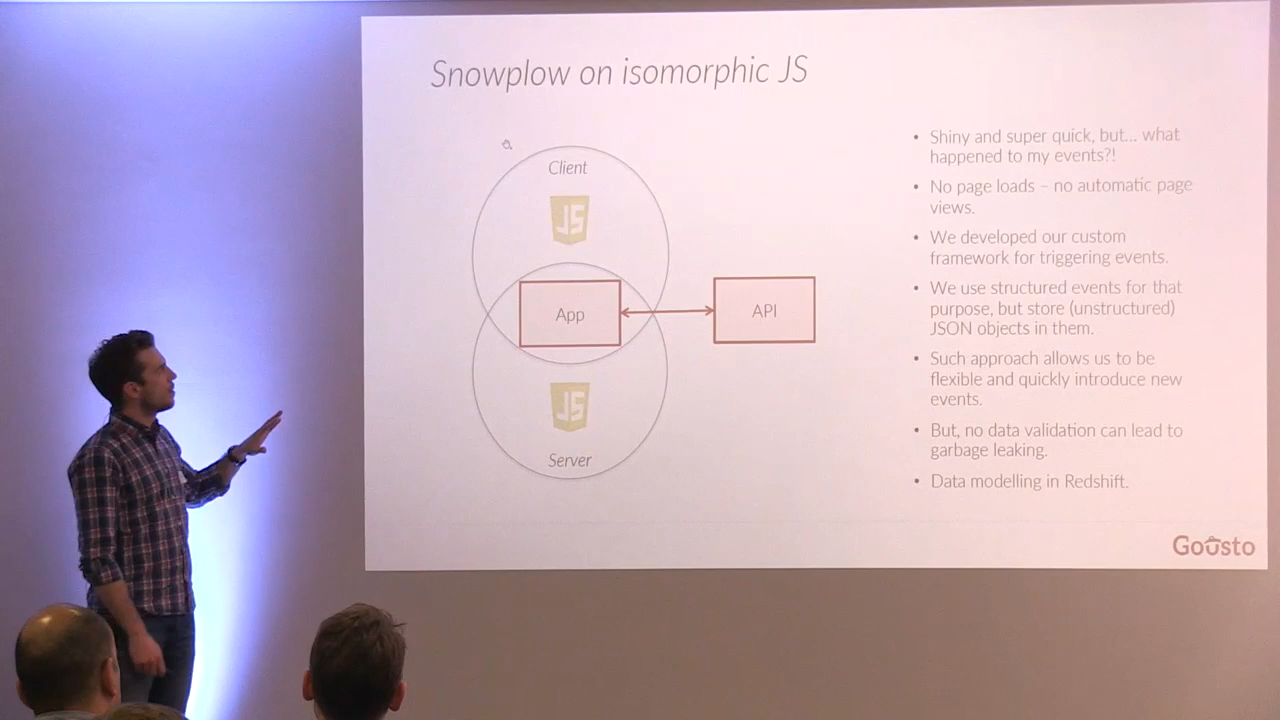 Snowplow on isomorphic JS
Client
JS
App
API
JS
Server
• Shiny and super quick, but... what
happened to my events?!
• No page loads – no automatic page
views.
• We developed our custom
framework for triggering events.
• We use structured events for that
purpose, but store (unstructured)
JSON objects in them.
• Such approach allows us to be
flexible and quickly introduce new
events.
• But, no data validation can lead to
garbage leaking.
• Data modelling in Redshift.
Gousto